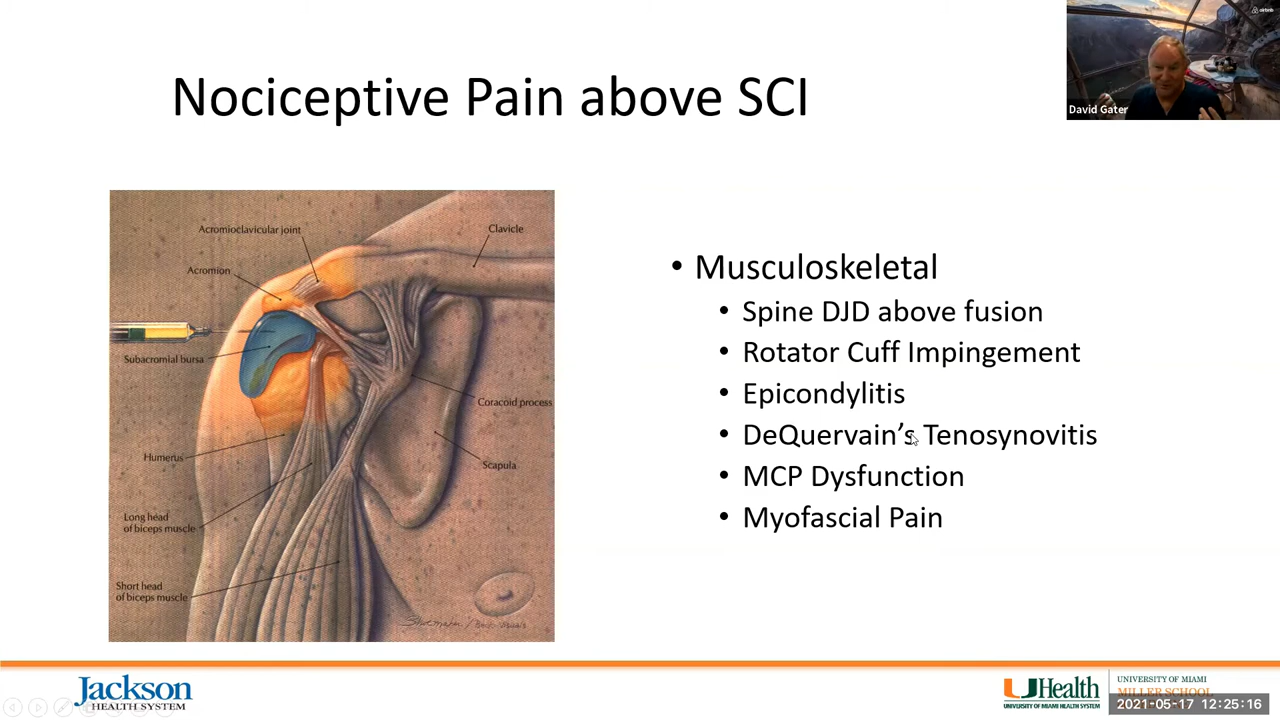 Nociceptive Pain above SCI
airbnb
David Gater
Acromioclavicular joint
Clavicle
Acromion
Subacromial bursa
Coracoid process
Humerus
Scapula
Long head
of biceps muscle
Short head
of biceps muscle
• Musculoskeletal
• Spine DJD above fusion
• Rotator Cuff Impingement
• Epicondylitis
• DeQuervain’s Tenosynovitis
• MCP Dysfunction
• Myofascial Pain
Jackson
HEALTH SYSTEM
UHealth
UNIVERSITY OF MIAMI HEALTH SYSTEM
UNIVERSITY OF MIAMI
MILLER SCHOOL
2021-05-17 12:25:16